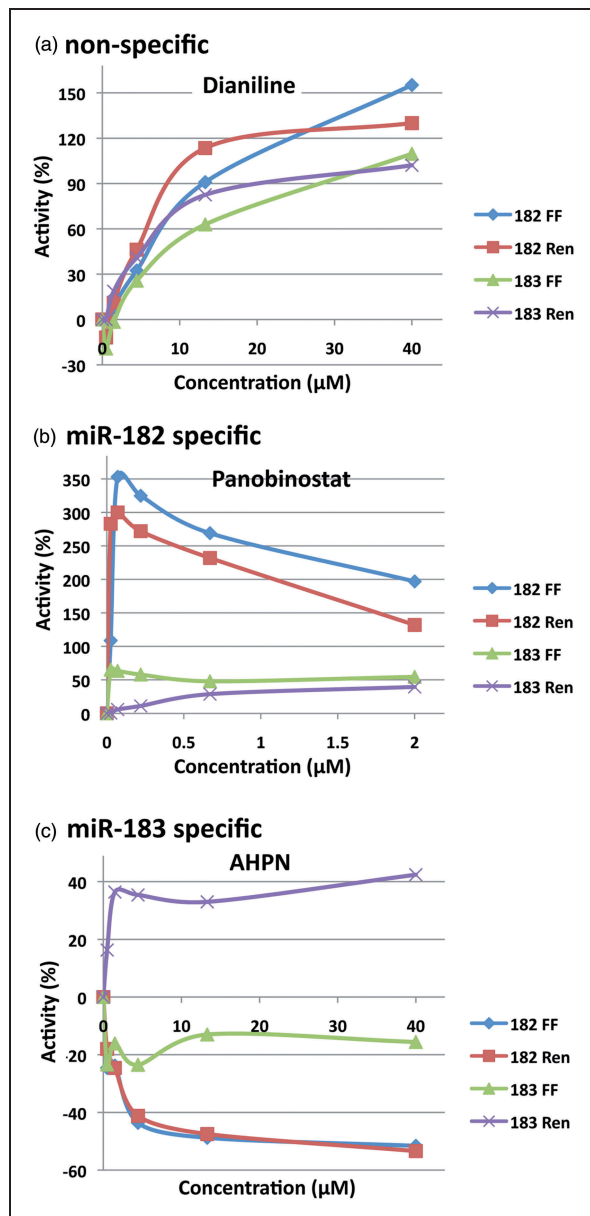 (a) non-specific
Dianiline
150
120
90
60
30
0
-30
0 10 20 30 40
Activity (%)
Concentration (µM)
182 FF
182 Ren
183 FF
183 Ren
(b) miR-182 specific
Panobinostat
350
300
250
200
150
100
50
0
0 0.5 1 1.5 2
Activity (%)
Concentration (µM)
182 FF
182 Ren
183 FF
183 Ren
(c) miR-183 specific
AHPN
40
20
0
-20
-40
-60
0 10 20 30 40
Activity (%)
Concentration (µM)
182 FF
182 Ren
183 FF
183 Ren